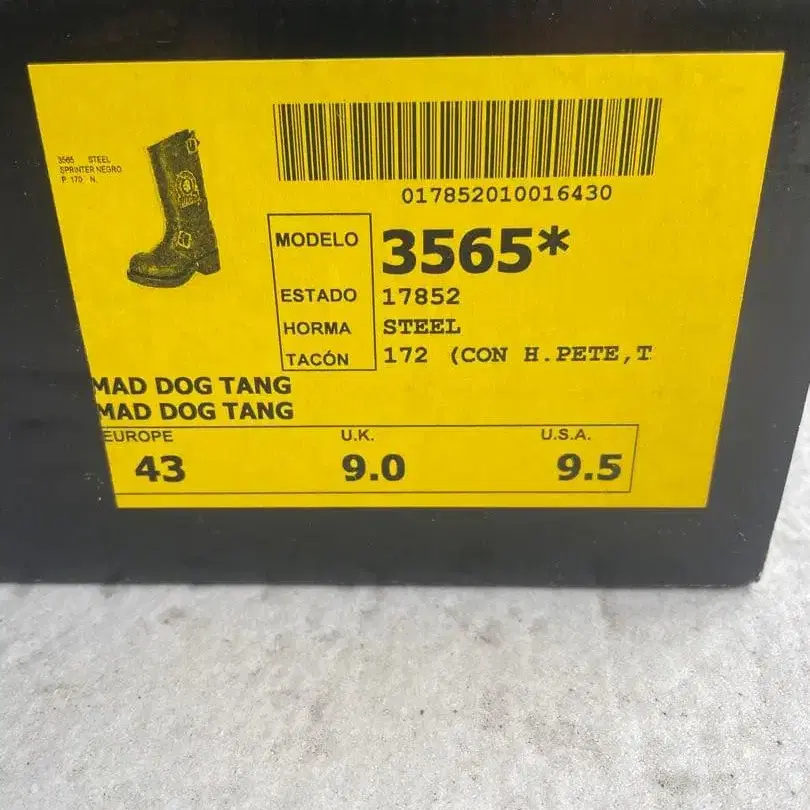 3565 STEEL
SPRINTER NEGRO
P 170 N.
017852010016430
MODELO 3565*
ESTADO 17852
HORMA STEEL
TACÓN 172 (CON H.PETE,T
MAD DOG TANG
MAD DOG TANG
EUROPE U.K. U.S.A.
43 9.0 9.5